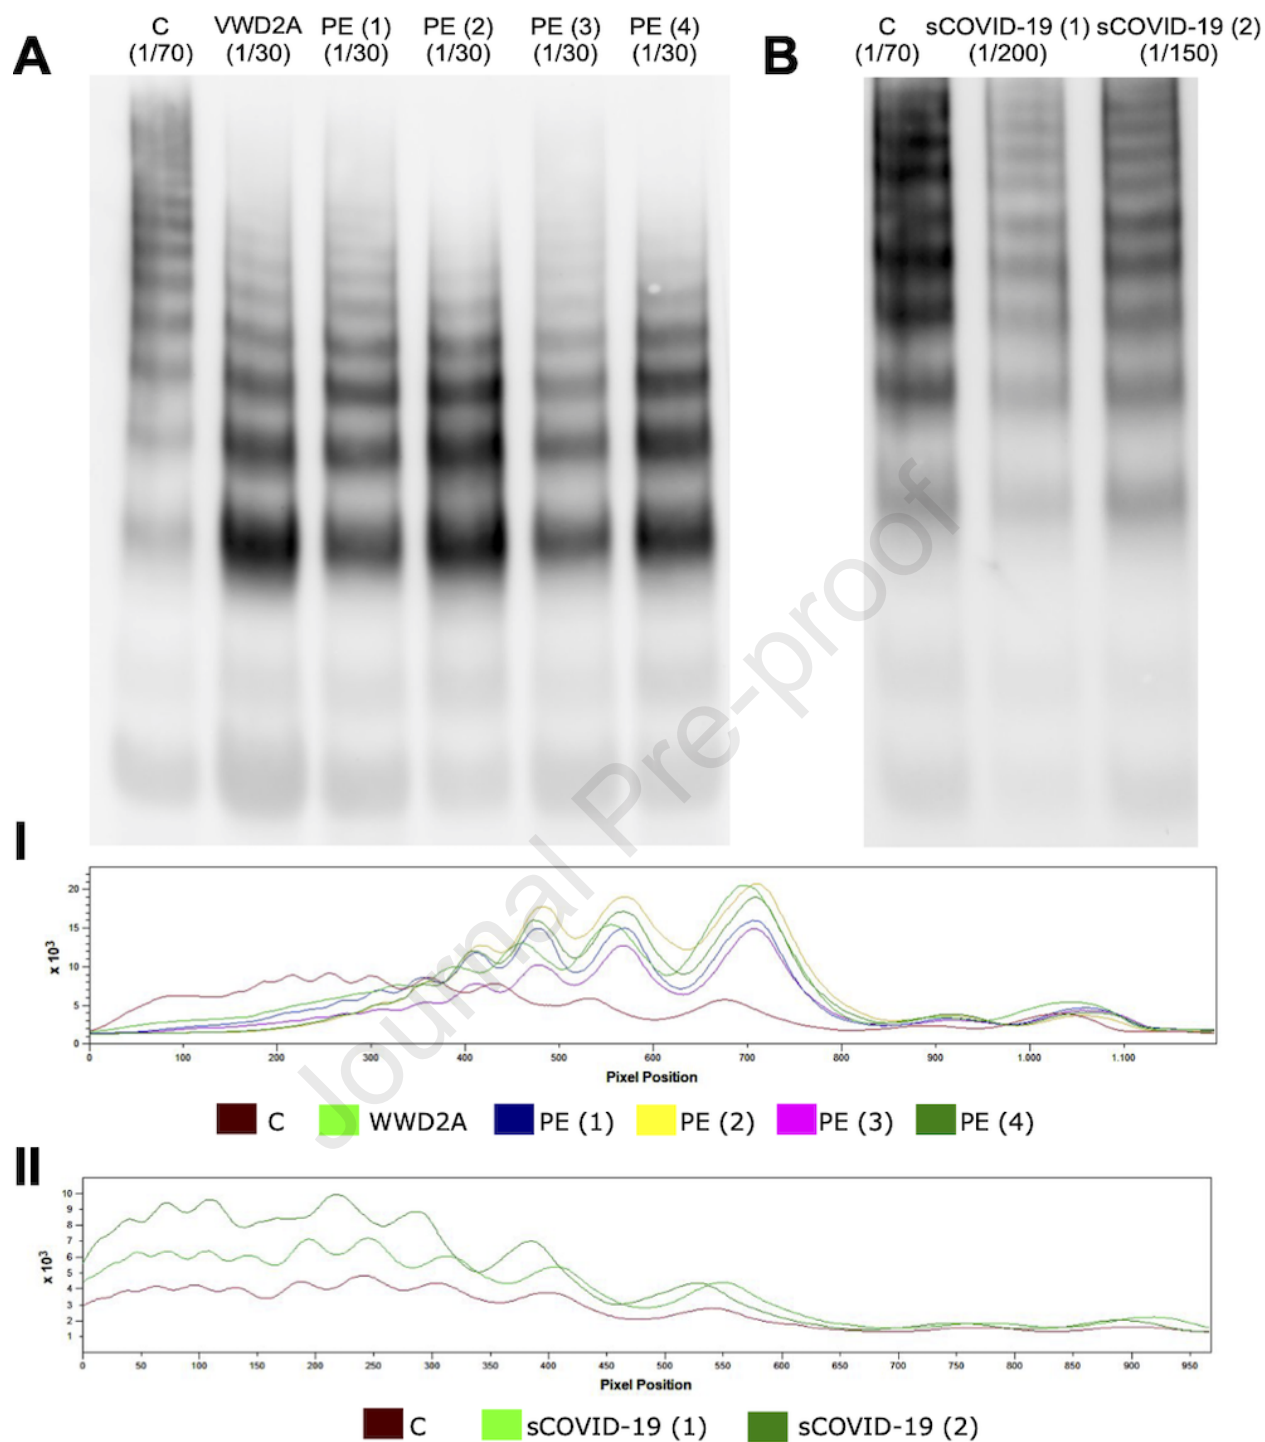 A
C
(1/70)
VWD2A
(1/30)
PE (1)
(1/30)
PE (2)
(1/30)
PE (3)
(1/30)
PE (4)
(1/30)
B
C
(1/70)
sCOVID-19 (1)
(1/200)
sCOVID-19 (2)
(1/150)
Journal Pre-proof
I
x 10³
20
15
10
5
0
0 100 200 300 400 500 600 700 800 900 1.000 1.100
Pixel Position
C WWD2A PE (1) PE (2) PE (3) PE (4)
II
x 10³
10
9
8
7
6
5
4
3
2
1
0 50 100 150 200 250 300 350 400 450 500 550 600 650 700 750 800 850 900 950
Pixel Position
C sCOVID-19 (1) sCOVID-19 (2)